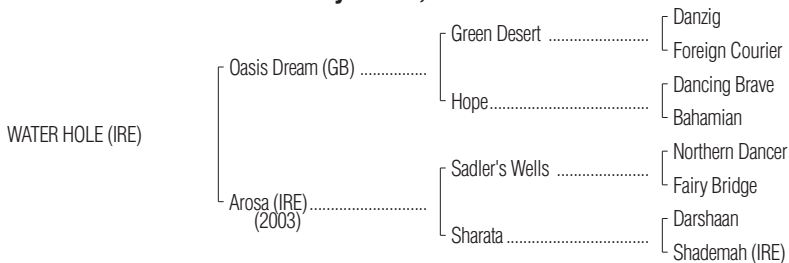 Danzig
Green Desert ........................
Foreign Courier
Oasis Dream (GB) ................
Dancing Brave
Hope......................................
Bahamian
WATER HOLE (IRE)
Northern Dancer
Sadler's Wells ......................
Fairy Bridge
Arosa (IRE)............................
(2003)
Darshaan
Sharata ..................................
Shademah (IRE)